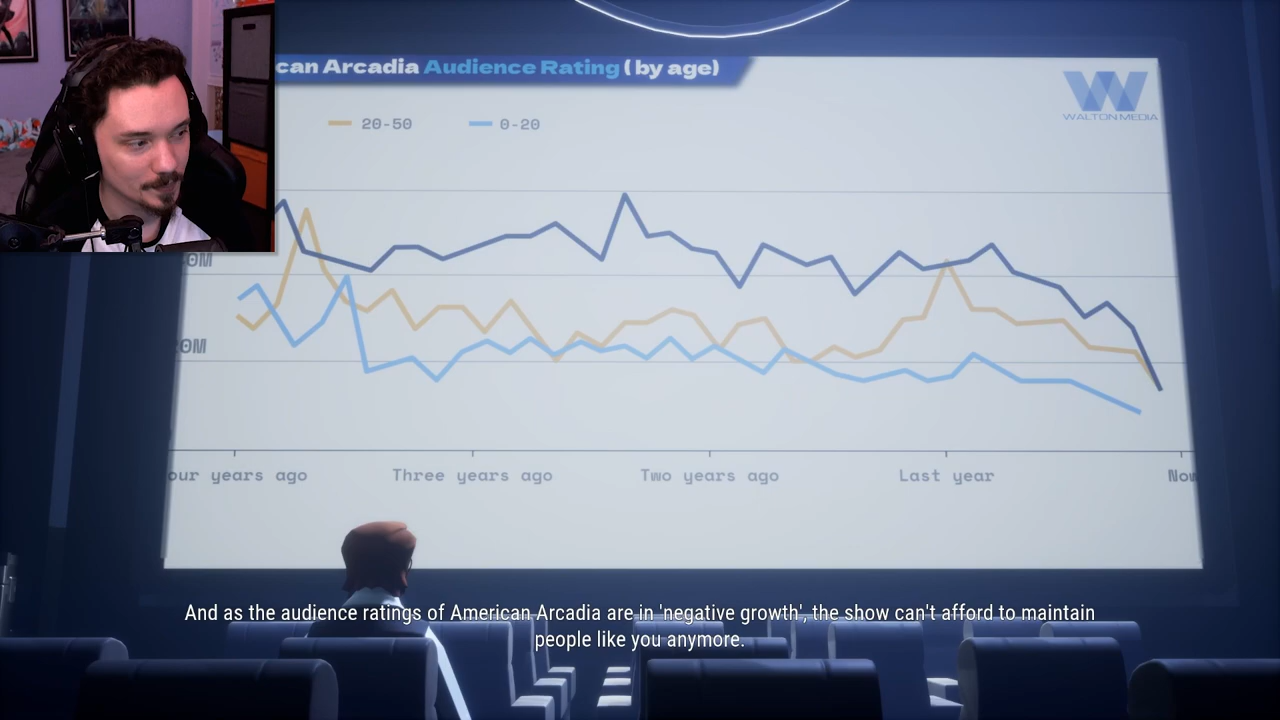 can Arcadia Audience Rating ( by age)
WALTON MEDIA
20-50
0-20
0M
0M
our years ago
Three years ago
Two years ago
Last year
Now
And as the audience ratings of American Arcadia are in 'negative growth', the show can't afford to maintain
people like you anymore.